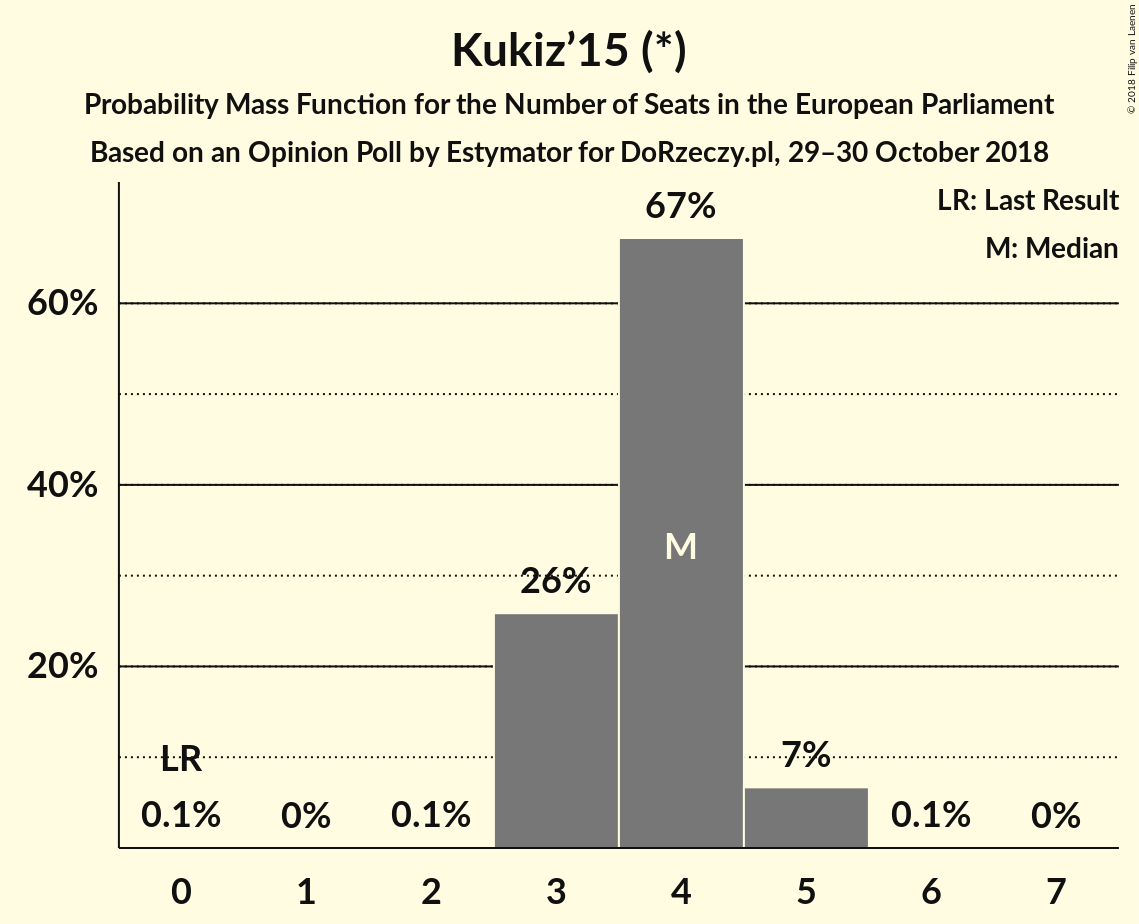 Kukiz’15 (*)
Probability Mass Function for the Number of Seats in the European Parliament
Based on an Opinion Poll by Estymator for DoRzeczy.pl, 29–30 October 2018
© 2018 Filip van Laenen
LR: Last Result
M: Median
67%
60%
M
40%
26%
20%
LR
7%
0.1%
0%
0.1%
0.1%
0%
0 1 2 3 4 5 6 7